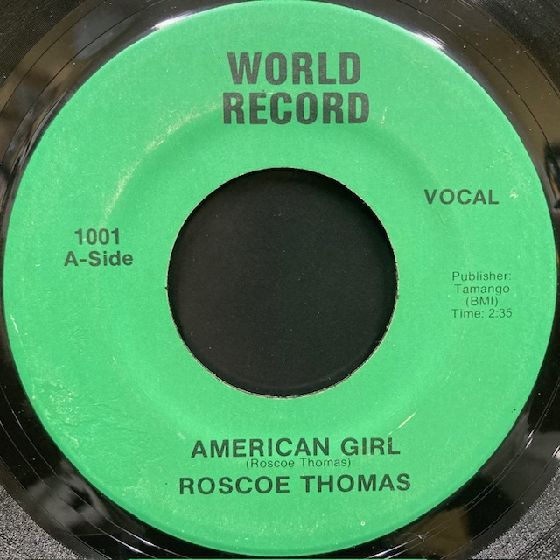 WORLD
RECORD
VOCAL
1001
A-Side
Publisher:
Tamango
(BMI)
Time: 2:35
AMERICAN GIRL
(Roscoe Thomas)
ROSCOE THOMAS